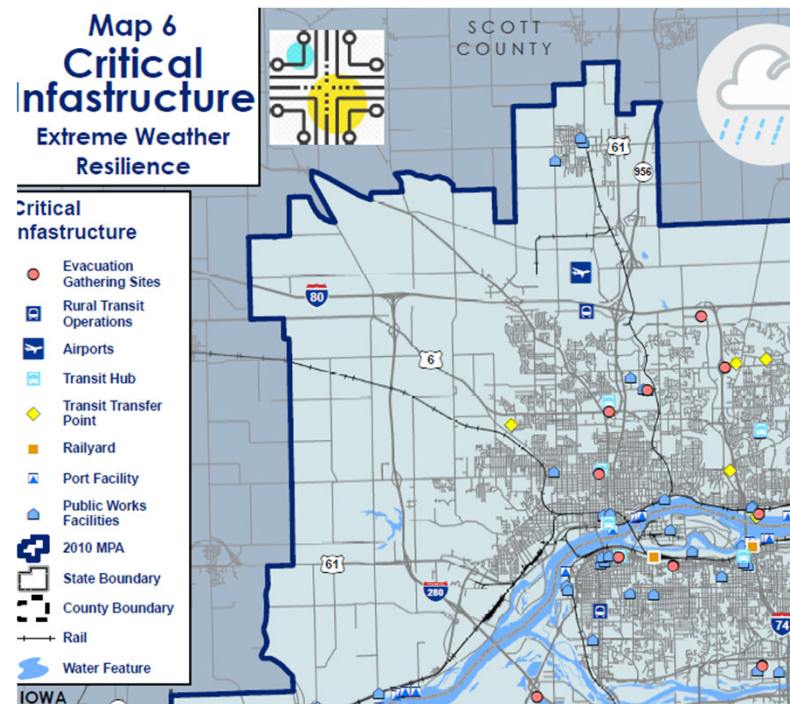 Map 6
Critical
Infastructure
Extreme Weather
Resilience
SCOTT
COUNTY
Critical
nfastructure
Evacuation
Gathering Sites
Rural Transit
Operations
Airports
Transit Hub
Transit Transfer
Point
Railyard
Port Facility
Public Works
Facilities
2010 MPA
State Boundary
County Boundary
Rail
Water Feature
IOWA
61
956
80
6
61
280
74